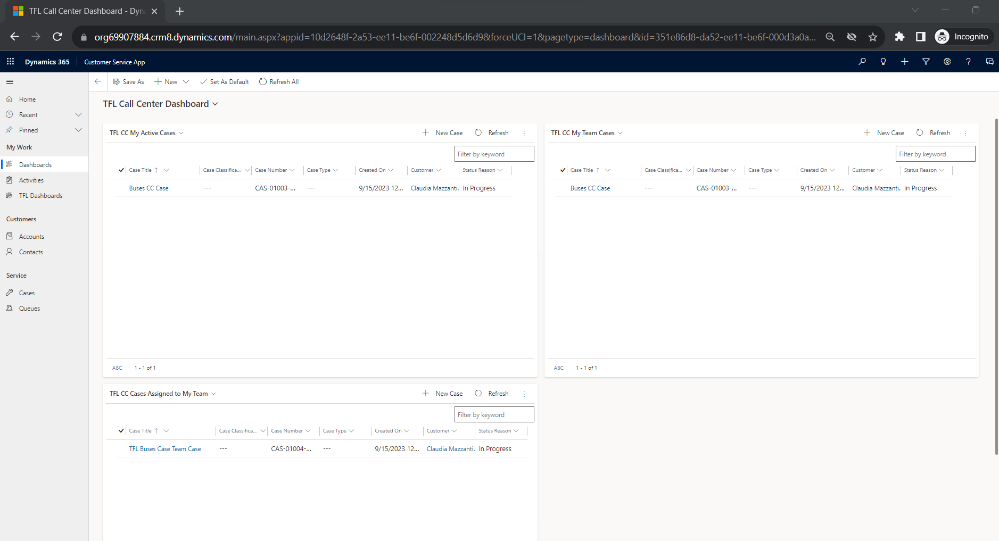 TFL Call Center Dashboard - Dyna
org69907884.crm8.dynamics.com/main.aspx?appid=10d2648f-2a53-ee11-be6f-002248d5d6d9&forceUCI=1&pagetype=dashboard&id=351e86d8-da52-ee11-be6f-000d3a0a... Incognito
Dynamics 365 Customer Service App
Save As New Set As Default Refresh All
Home
Recent
Pinned
My Work
Dashboards
Activities
TFL Dashboards
Customers
Accounts
Contacts
Service
Cases
Queues
TFL Call Center Dashboard
TFL CC My Active Cases New Case Refresh
Filter by keyword
Case Title Case Classifica... Case Number Case Type Created On Customer Status Reason
Buses CC Case --- CAS-01003-... --- 9/15/2023 12... Claudia Mazzanti. In Progress
ABC 1 - 1 of 1
TFL CC My Team Cases New Case Refresh
Filter by keyword
Case Title Case Classifica... Case Number Case Type Created On Customer Status Reason
Buses CC Case --- CAS-01003-... --- 9/15/2023 12... Claudia Mazzanti. In Progress
ABC 1 - 1 of 1
TFL CC Cases Assigned to My Team New Case Refresh
Filter by keyword
Case Title Case Classifica... Case Number Case Type Created On Customer Status Reason
TFL Buses Case Team Case --- CAS-01004-... --- 9/15/2023 12... Claudia Mazzanti. In Progress